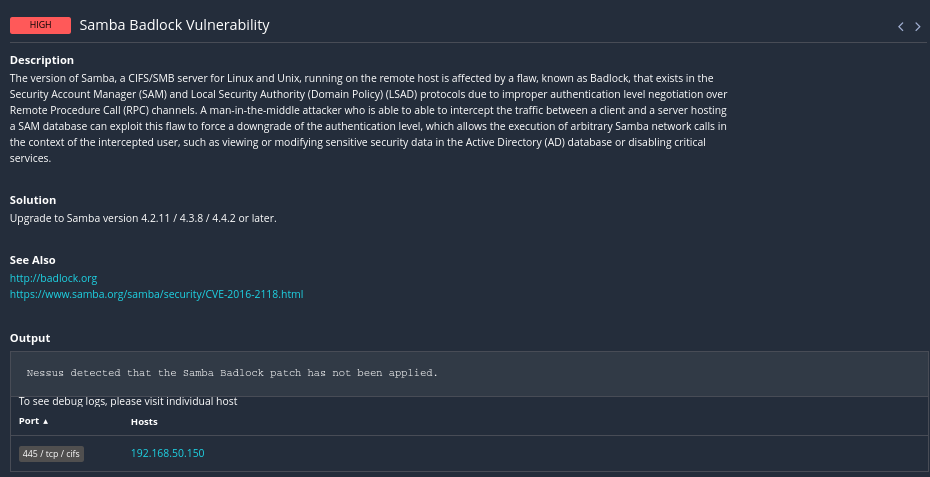 HIGH Samba Badlock Vulnerability
Description
The version of Samba, a CIFS/SMB server for Linux and Unix, running on the remote host is affected by a flaw, known as Badlock, that exists in the
Security Account Manager (SAM) and Local Security Authority (Domain Policy) (LSAD) protocols due to improper authentication level negotiation over
Remote Procedure Call (RPC) channels. A man-in-the-middle attacker who is able to able to intercept the traffic between a client and a server hosting
a SAM database can exploit this flaw to force a downgrade of the authentication level, which allows the execution of arbitrary Samba network calls in
the context of the intercepted user, such as viewing or modifying sensitive security data in the Active Directory (AD) database or disabling critical
services.
Solution
Upgrade to Samba version 4.2.11 / 4.3.8 / 4.4.2 or later.
See Also
http://badlock.org
https://www.samba.org/samba/security/CVE-2016-2118.html
Output
Nessus detected that the Samba Badlock patch has not been applied.
To see debug logs, please visit individual host
Port ▲ Hosts
445 / tcp / cifs 192.168.50.150